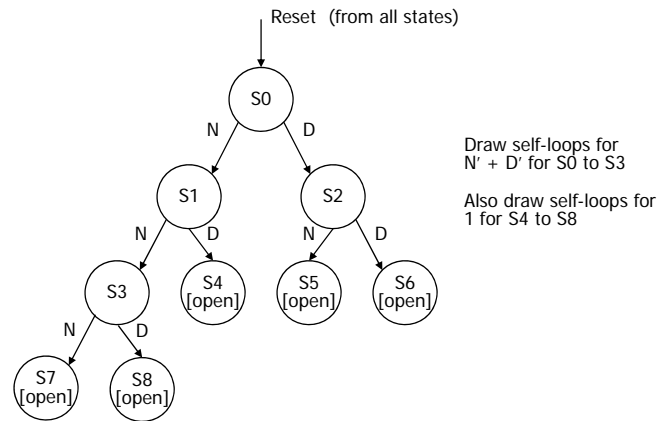 Reset (from all states)
S0
N
D
S1
S2
N
D
N
D
S3
S4
[open]
S5
[open]
S6
[open]
N
D
S7
[open]
S8
[open]
Draw self-loops for
N' + D' for S0 to S3
Also draw self-loops for
1 for S4 to S8